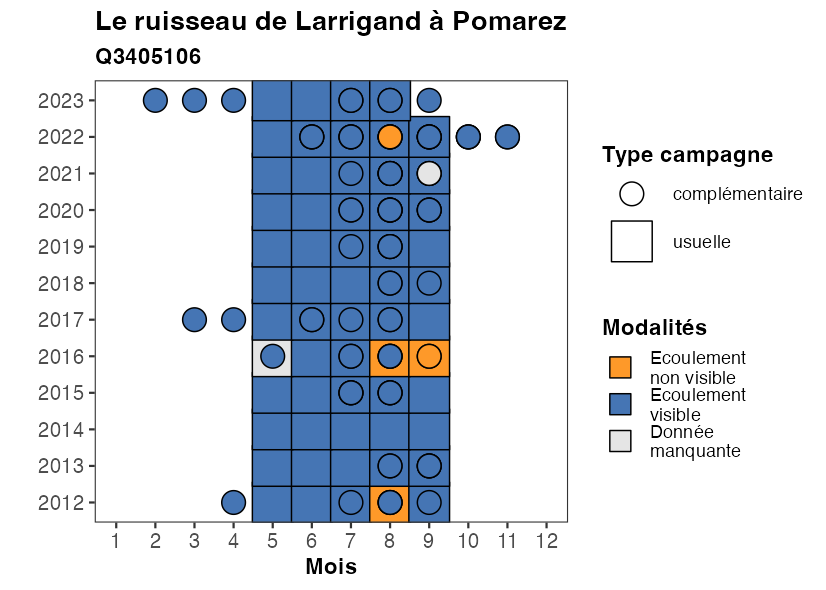 Le ruisseau de Larrigand à Pomarez
Q3405106
2023
2022
2021
2020
2019
2018
2017
2016
2015
2014
2013
2012
1 2 3 4 5 6 7 8 9 10 11 12
Mois
Type campagne
complémentaire
usuelle
Modalités
Ecoulement
non visible
Ecoulement
visible
Donnée
manquante